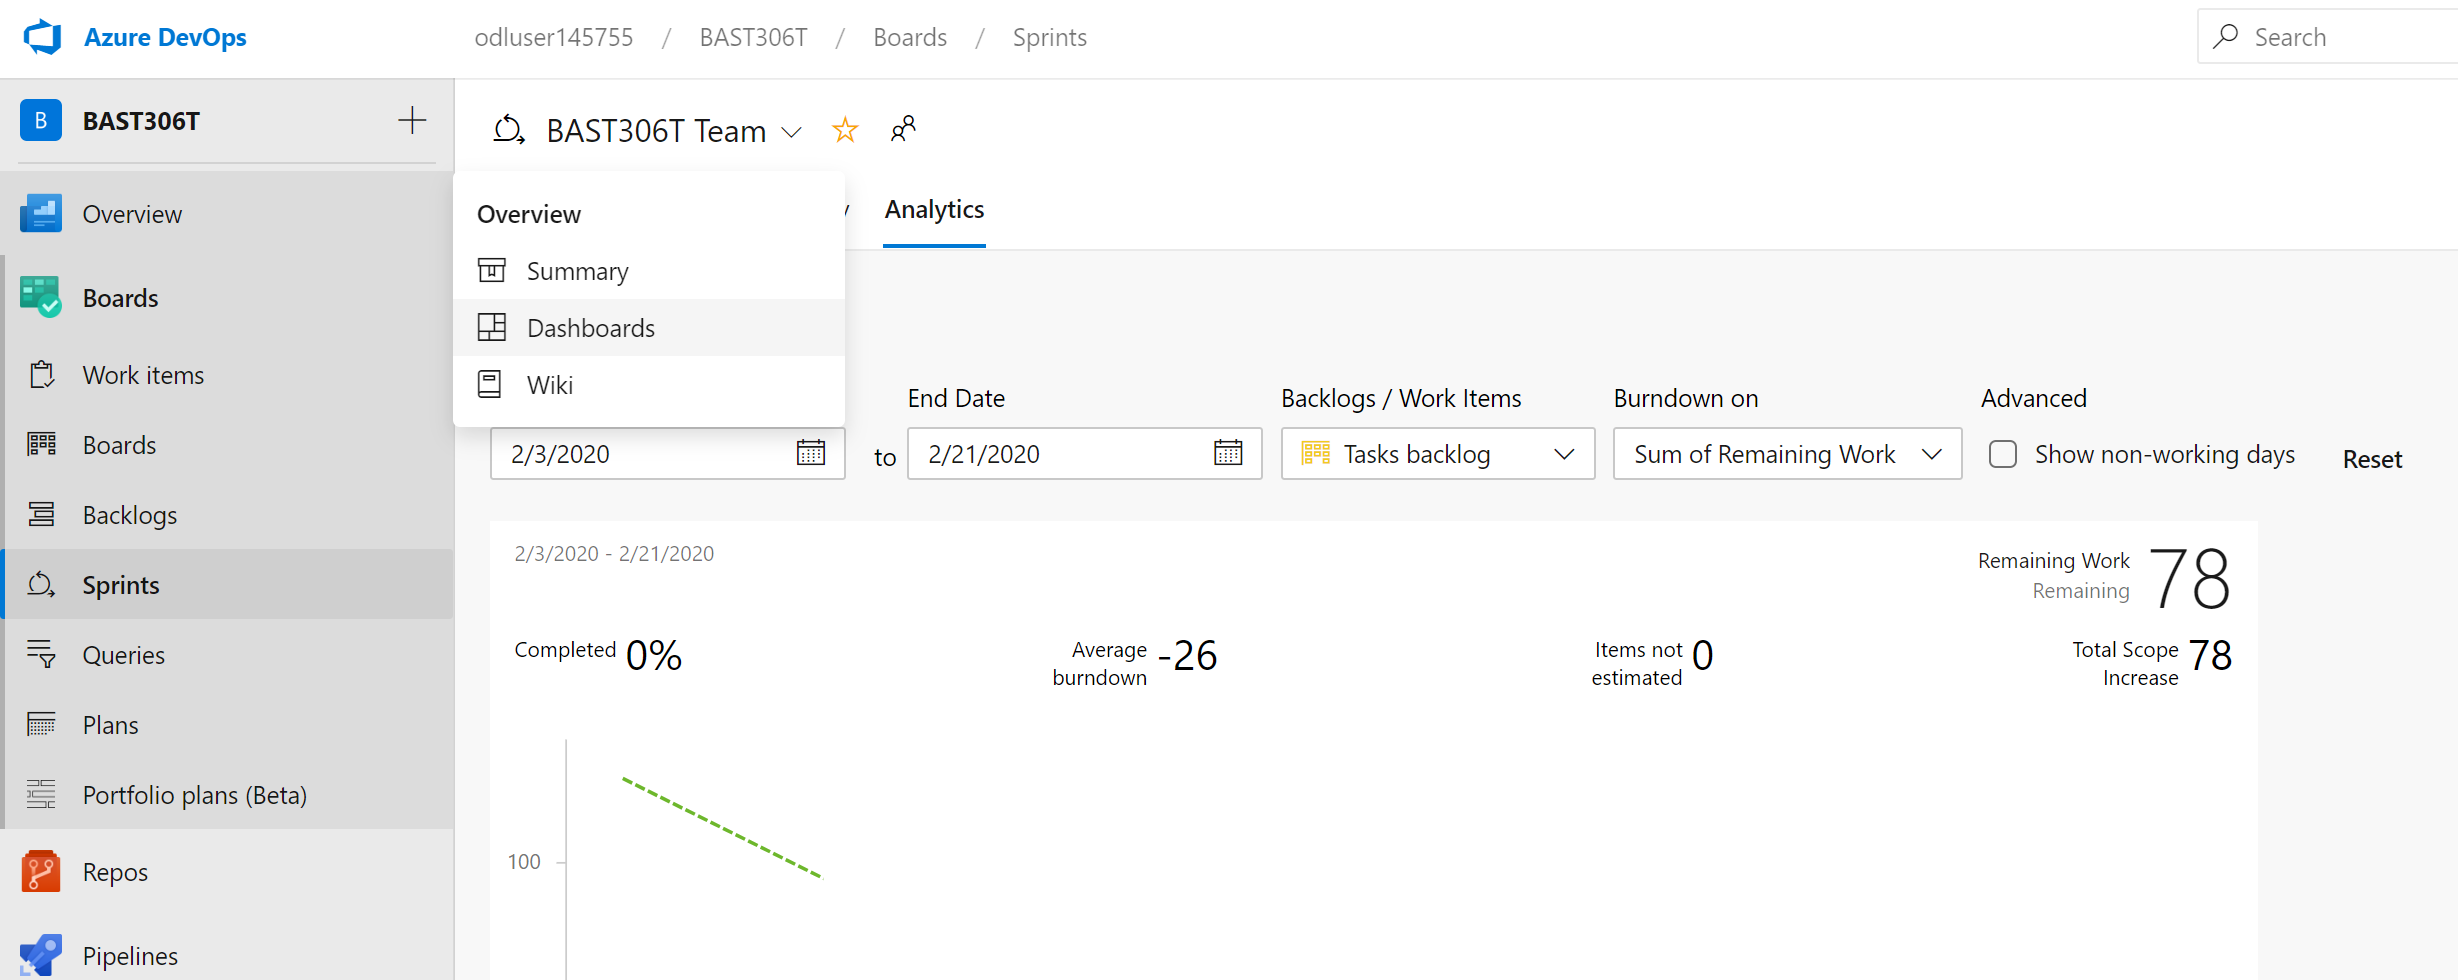 Azure DevOps
odluser145755 / BAST306T / Boards / Sprints
Search
B BAST306T
BAST306T Team
Overview
Boards
Work items
Boards
Backlogs
Sprints
Queries
Plans
Portfolio plans (Beta)
Repos
Pipelines
Overview
Summary
Dashboards
Wiki
Analytics
End Date
Backlogs / Work Items
Burndown on
Advanced
2/3/2020
to
2/21/2020
Tasks backlog
Sum of Remaining Work
Show non-working days
Reset
2/3/2020 - 2/21/2020
Remaining Work
Remaining
78
Completed 0%
Average
burndown
-26
Items not
estimated
0
Total Scope
Increase
78
100